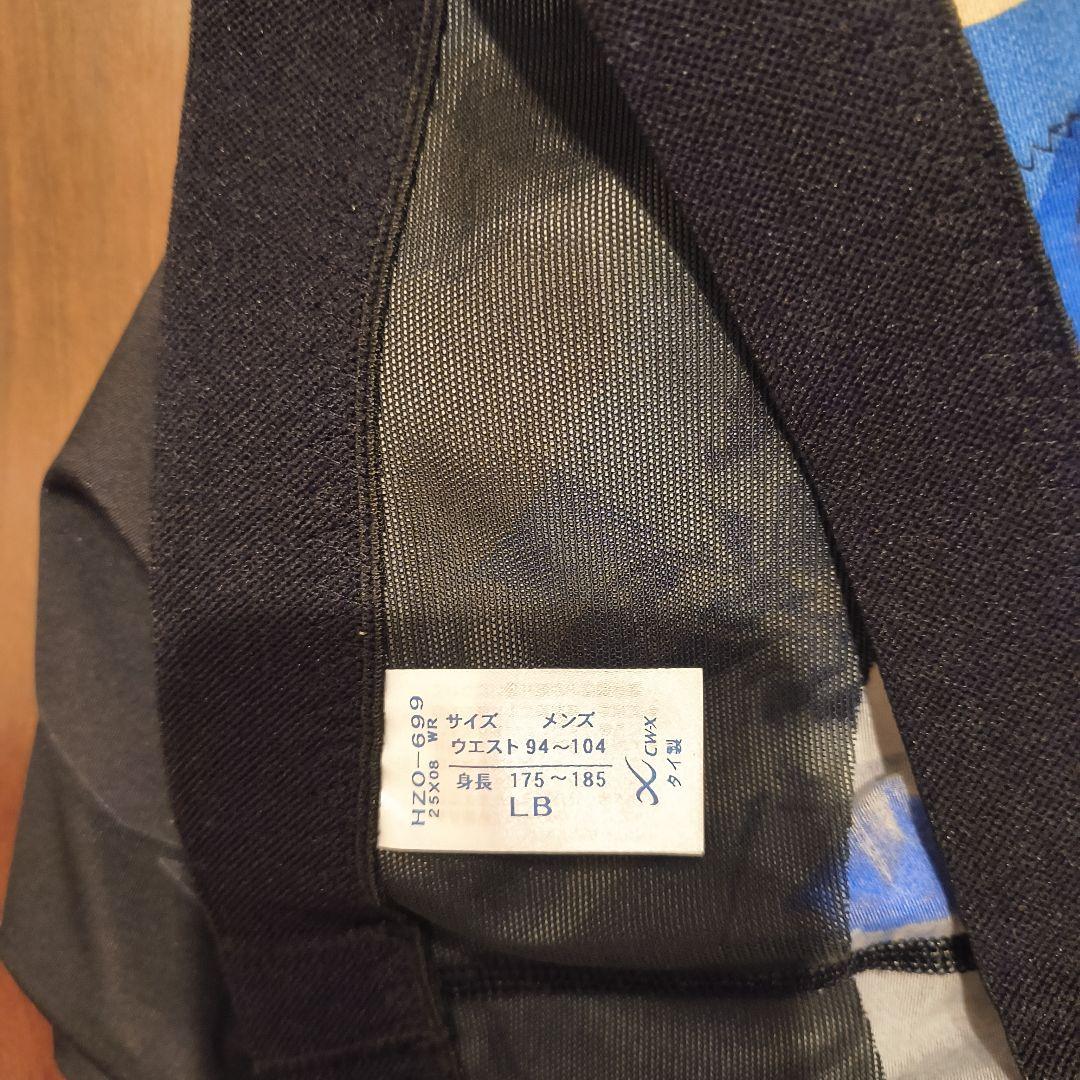 HZO-699
25X08 WR
サイズ メンズ
ウエスト 94~104
身長 175~185
LB
CW-X
タイ製